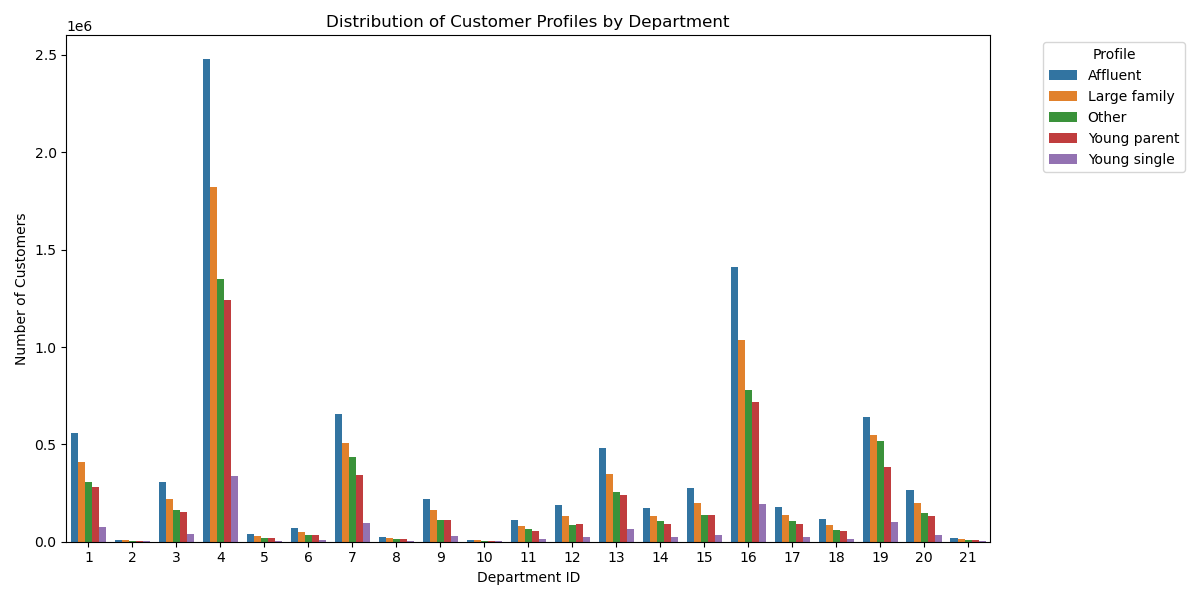 Distribution of Customer Profiles by Department
1e6
2.5
2.0
1.5
1.0
0.5
0.0
Number of Customers
1 2 3 4 5 6 7 8 9 10 11 12 13 14 15 16 17 18 19 20 21
Department ID
Profile
Affluent
Large family
Other
Young parent
Young single